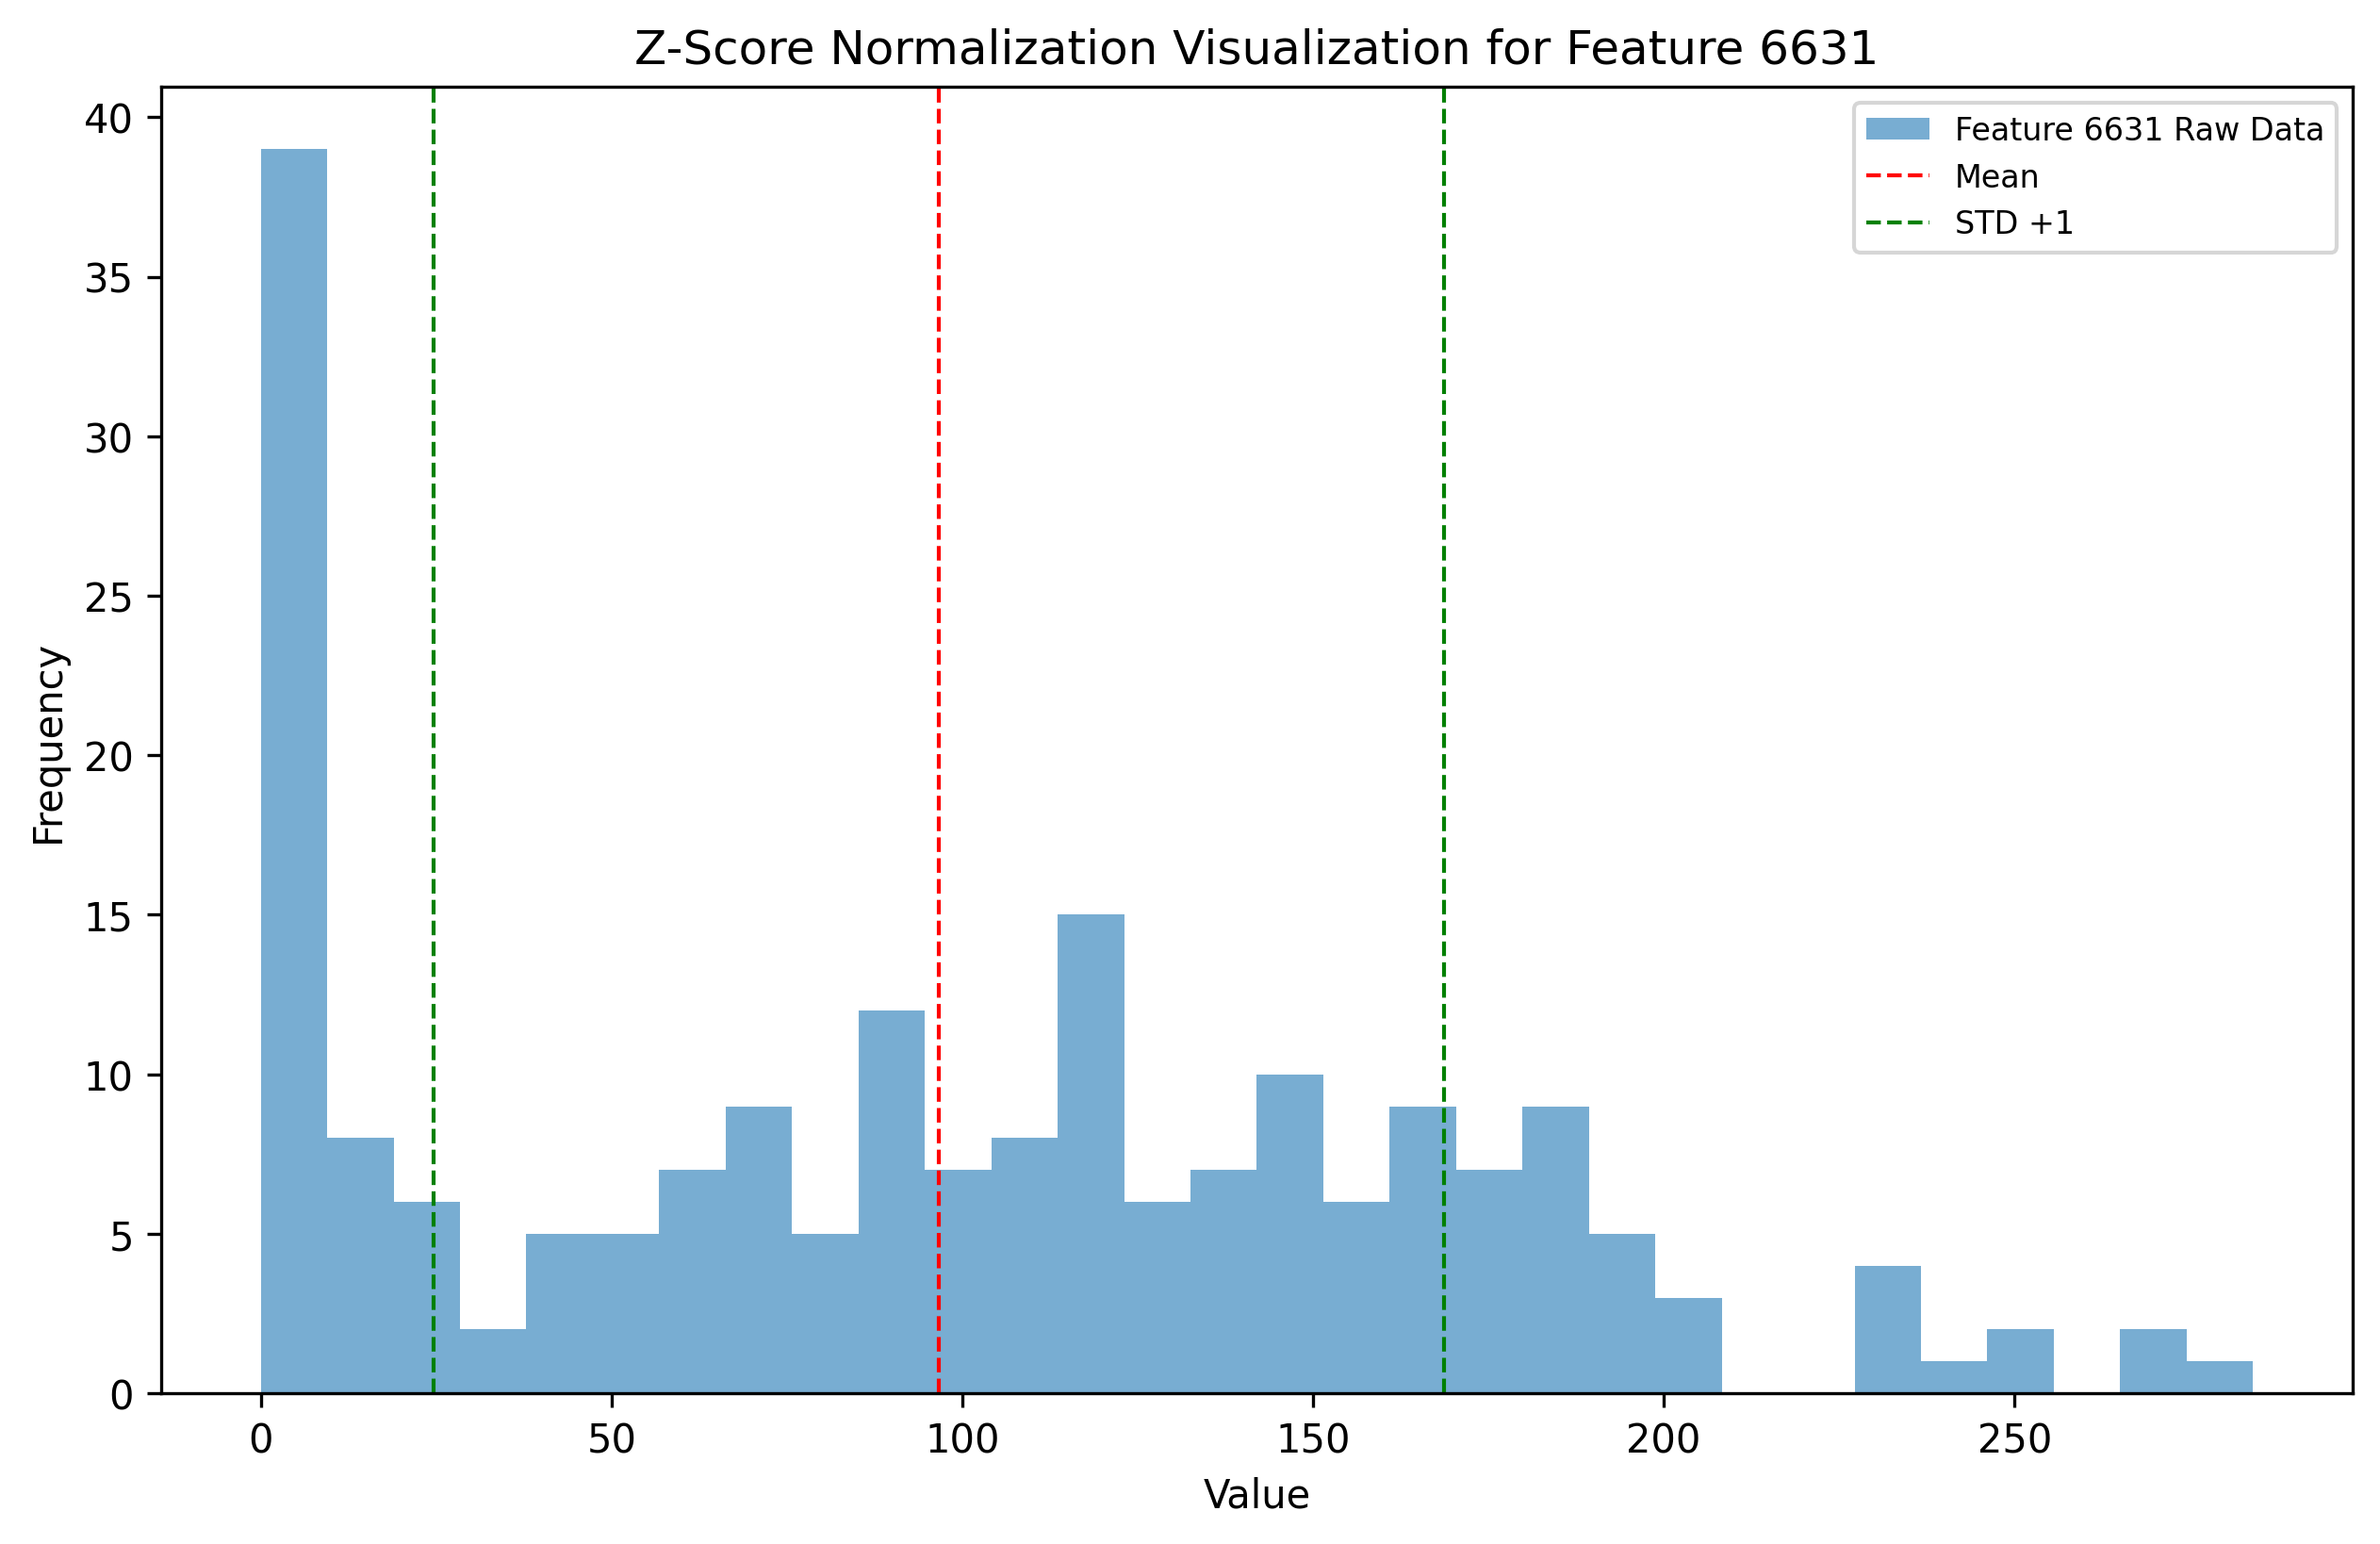 Z-Score Normalization Visualization for Feature 6631
Feature 6631 Raw Data
Mean
STD +1
Frequency
40
35
30
25
20
15
10
5
0
0 50 100 150 200 250
Value